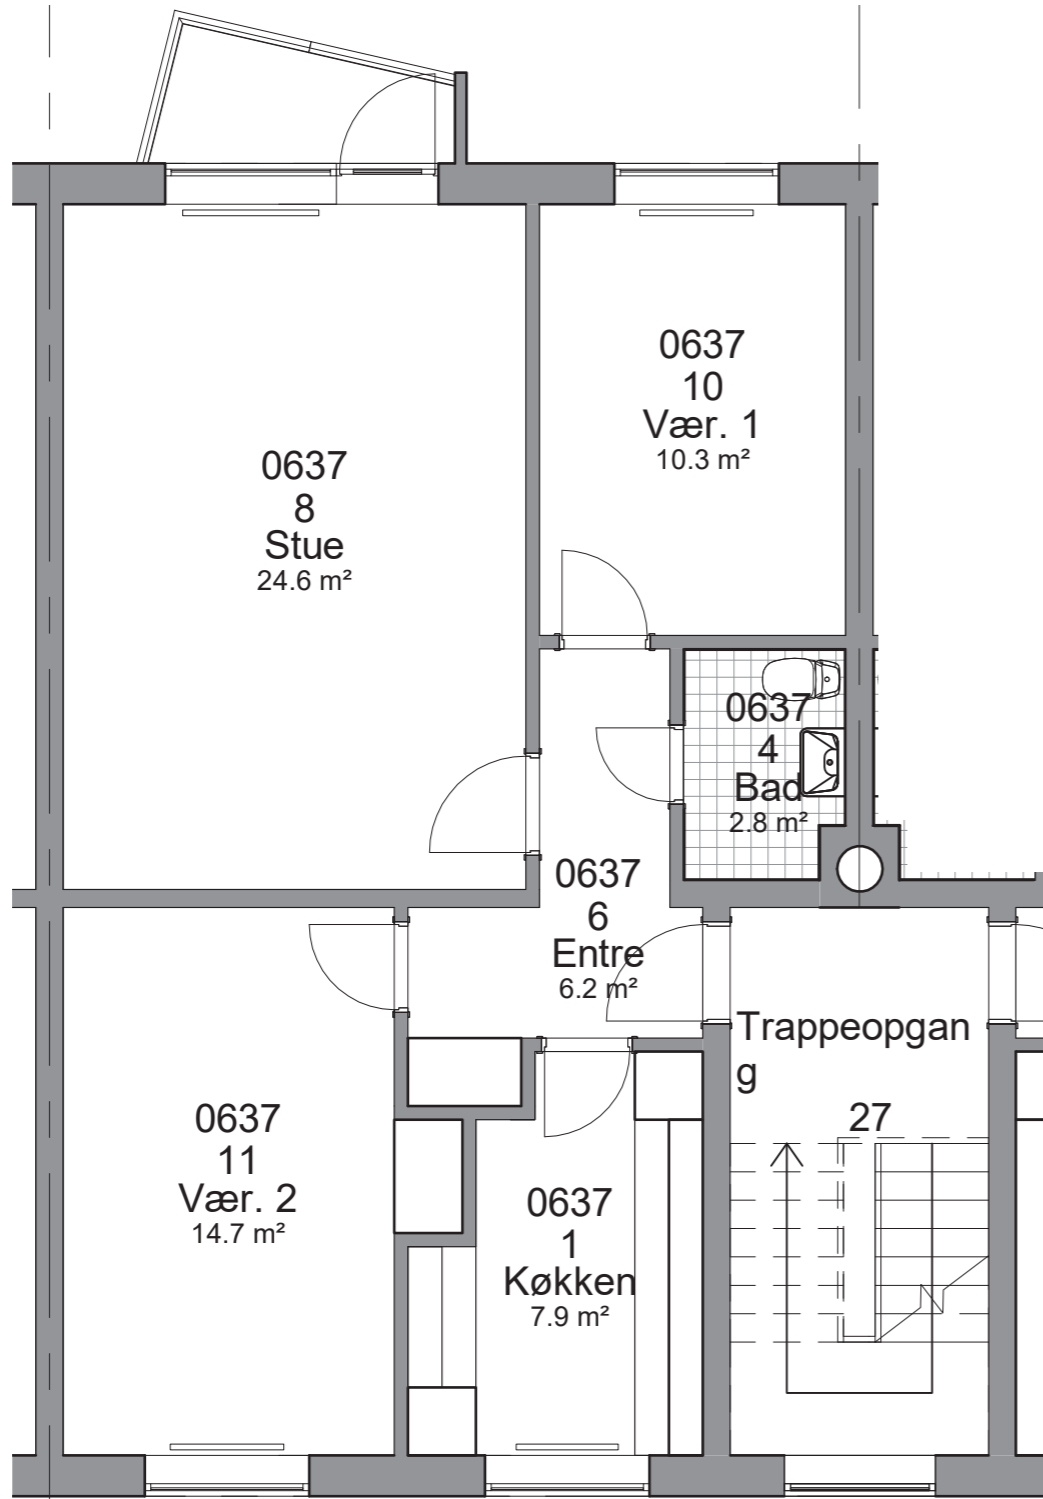 0637
10
Vær. 1
10.3 m²
0637
8
Stue
24.6 m²
0637
4
Bad
2.8 m²
0637
6
Entre
6.2 m²
Trappeopgan
g
27
0637
11
Vær. 2
14.7 m²
0637
1
Køkken
7.9 m²